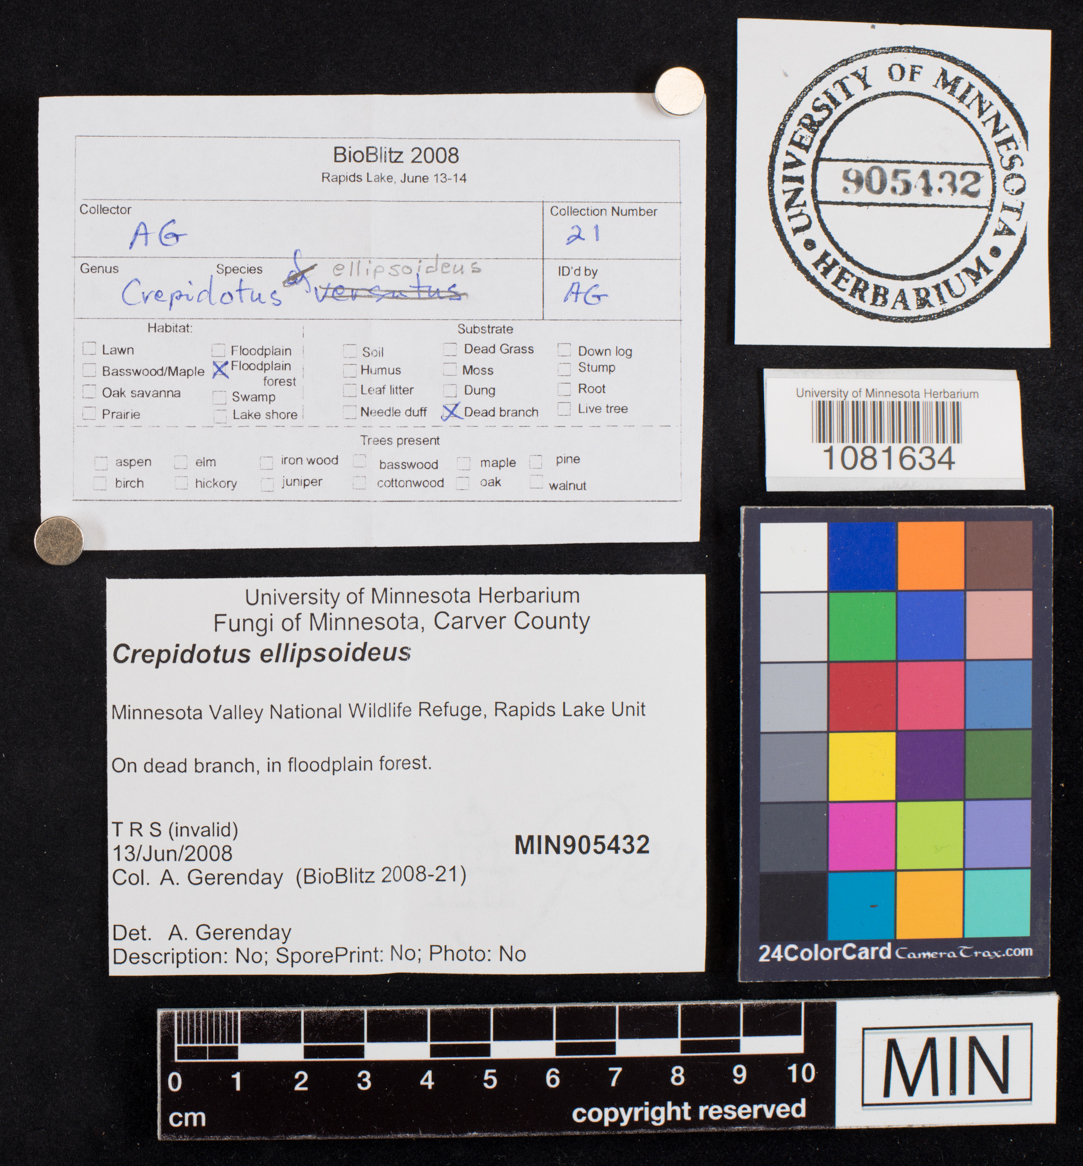 BioBlitz 2008
Rapids Lake, June 13-14
Collector
AG
Collection Number
21
Genus
Species
Crepidotus
ellipsoideus
versutus
ID'd by
AG
Habitat:
Lawn
Basswood/Maple
Oak savanna
Prairie
Floodplain
X Floodplain
forest
Swamp
Lake shore
Substrate
Soil
Humus
Leaf litter
Needle duff
Dead Grass
Moss
Dung
X Dead branch
Down log
Stump
Root
Live tree
Trees present
aspen elm iron wood basswood maple pine
birch hickory juniper cottonwood oak walnut
UNIVERSITY OF MINNESOTA
• HERBARIUM •
905432
University of Minnesota Herbarium
1081634
University of Minnesota Herbarium
Fungi of Minnesota, Carver County
Crepidotus ellipsoideus
Minnesota Valley National Wildlife Refuge, Rapids Lake Unit
On dead branch, in floodplain forest.
T R S (invalid)
13/Jun/2008
MIN905432
Col. A. Gerenday (BioBlitz 2008-21)
Det. A. Gerenday
Description: No; SporePrint: No; Photo: No
24ColorCard CameraTrax.com
0 1 2 3 4 5 6 7 8 9 10
cm
copyright reserved
MIN